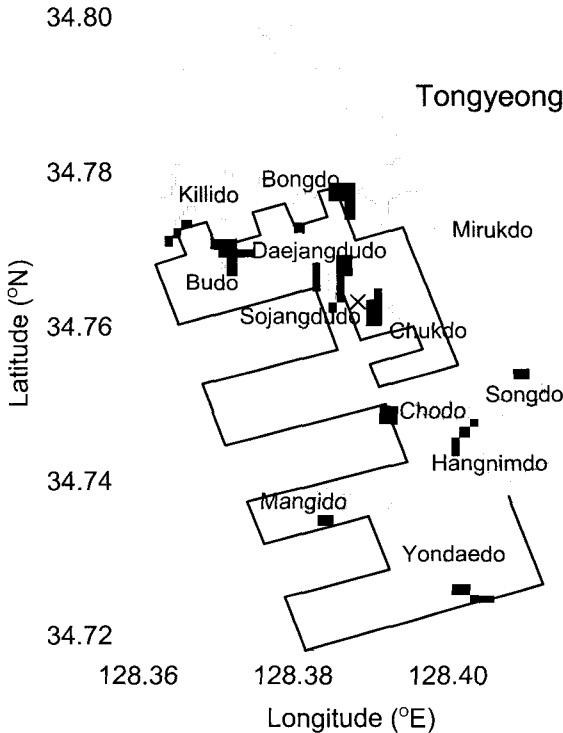 34.80
Tongyeong
34.78
Bongdo
Killido
Mirukdo
Daejangdudo
Budo
34.76
Sojangdudo
Chukdo
Songdo
Chodo
Hangnimdo
34.74
Mangido
Yondaedo
34.72
128.36 128.38 128.40
Longitude (°E)
Latitude (°N)